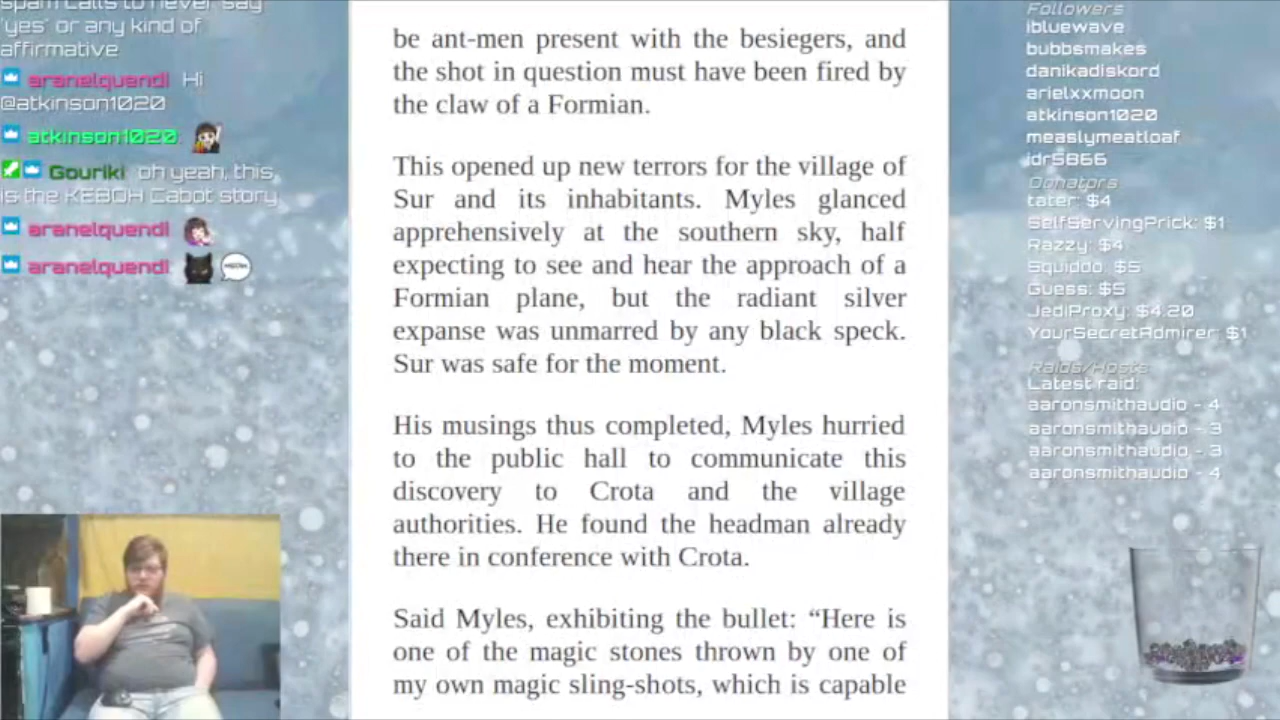 spam calls to never say
'yes' or any kind of
affirmative
aranelquendi Hi
@atkinson1020
atkinson1020
Gouriki oh yeah, this
is the KEBOH Cabot story
aranelquendi
aranelquendi
be ant-men present with the besiegers, and
the shot in question must have been fired by
the claw of a Formian.
This opened up new terrors for the village of
Sur and its inhabitants. Myles glanced
apprehensively at the southern sky, half
expecting to see and hear the approach of a
Formian plane, but the radiant silver
expanse was unmarred by any black speck.
Sur was safe for the moment.
His musings thus completed, Myles hurried
to the public hall to communicate this
discovery to Crota and the village
authorities. He found the headman already
there in conference with Crota.
Said Myles, exhibiting the bullet: “Here is
one of the magic stones thrown by one of
my own magic sling-shots, which is capable
Followers
ibluewave
bubbsmakes
danikadiskord
arielxxmoon
atkinson1020
measlymeatloaf
idr5866
Donators
tater: $4
SelfServingPrick: $1
Razzy: $4
Squiddo: $5
Guess: $5
JediProxy: $4.20
YourSecretAdmirer: $1
Raids/Hosts
Latest raid:
aaronsmithaudio - 4
aaronsmithaudio - 3
aaronsmithaudio - 3
aaronsmithaudio - 4